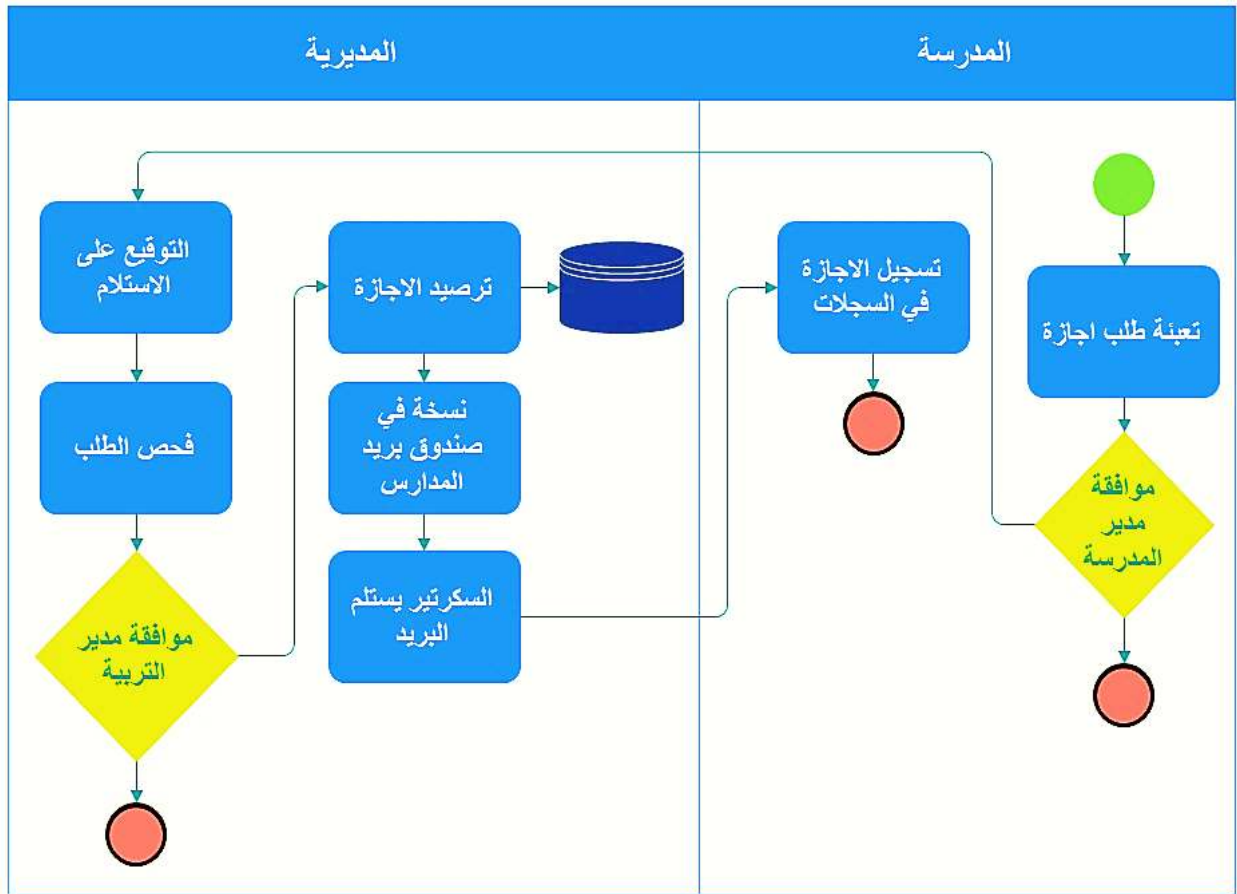 المدرسة
المديرية
تعبئة طلب اجازة
موافقة
مدير
المدرسة
التوقيع على
الاستلام
فحص الطلب
موافقة مدير
التربية
ترصيد الاجازة
نسخة في
صندوق بريد
المدارس
السكرتير يستلم
البريد
تسجيل الاجازة
في السجلات